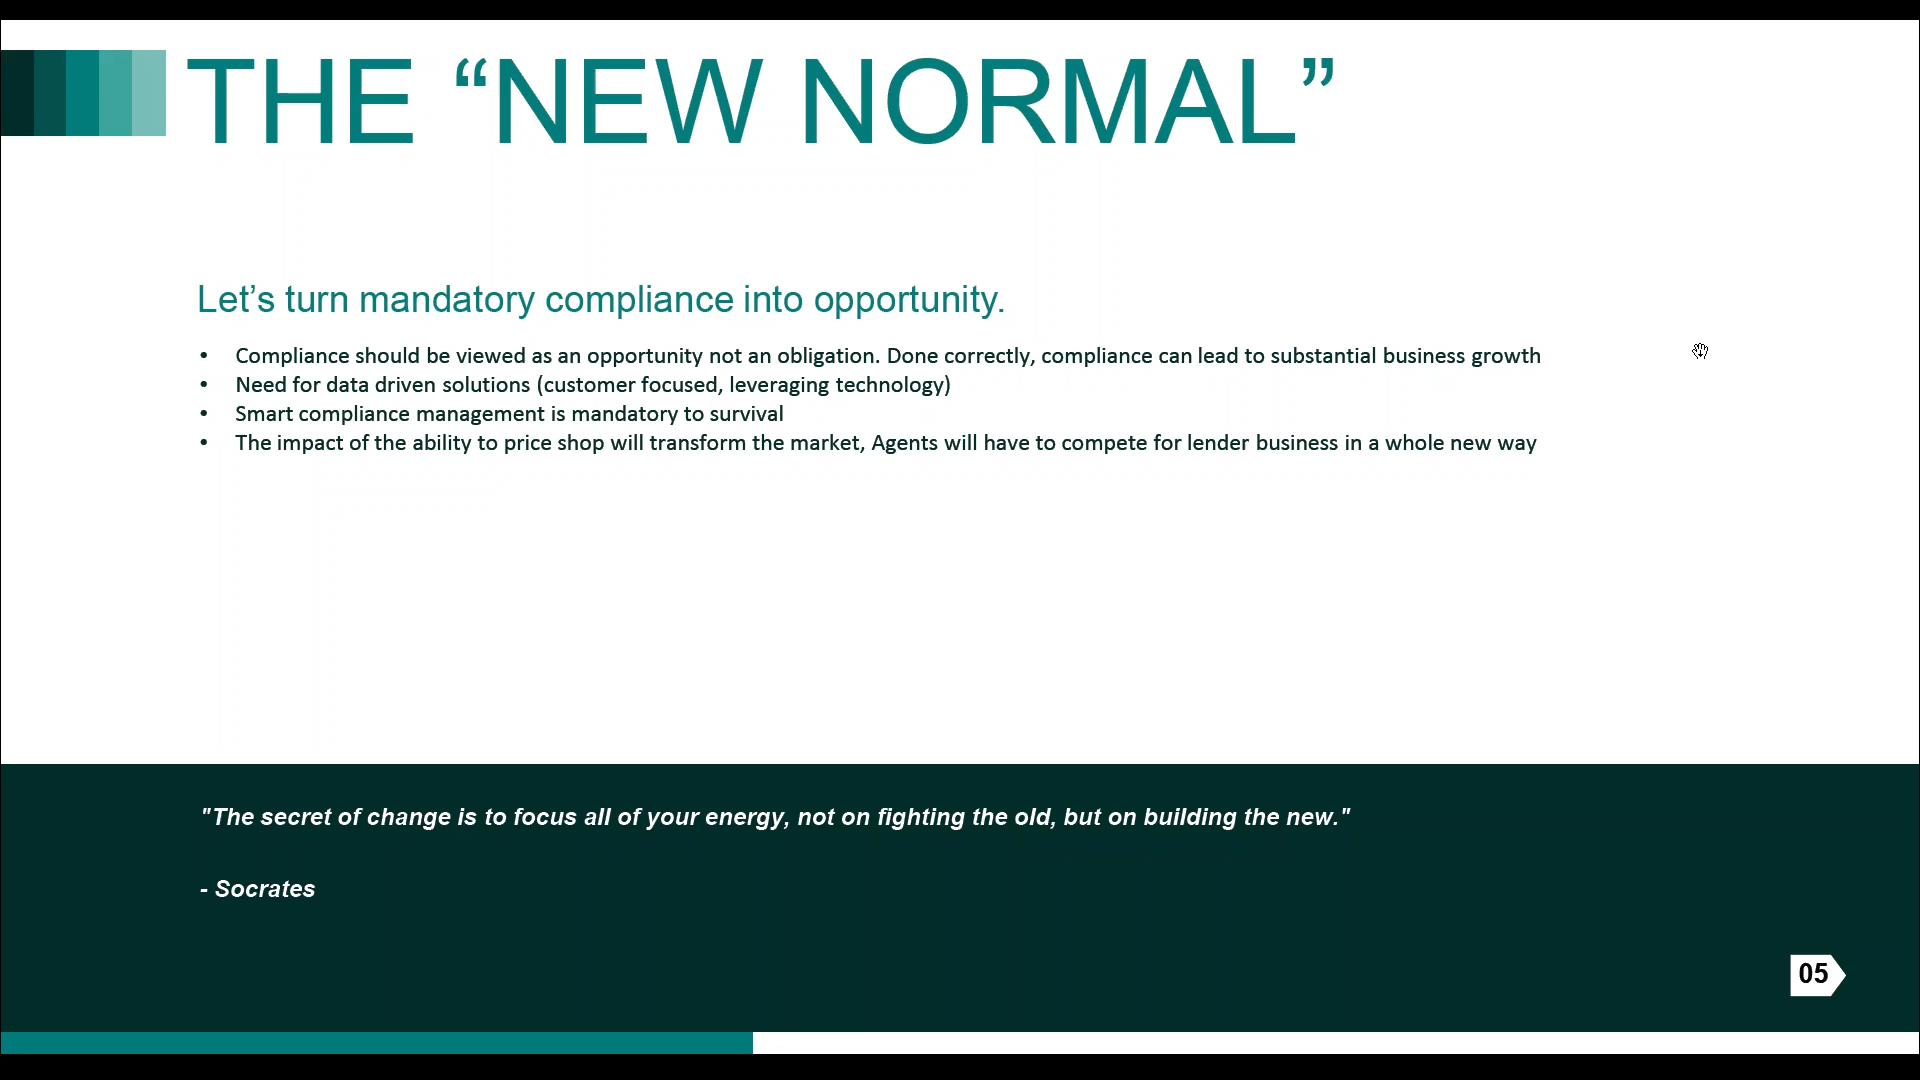 THE “NEW NORMAL”
Let’s turn mandatory compliance into opportunity.
• Compliance should be viewed as an opportunity not an obligation. Done correctly, compliance can lead to substantial business growth
• Need for data driven solutions (customer focused, leveraging technology)
• Smart compliance management is mandatory to survival
• The impact of the ability to price shop will transform the market, Agents will have to compete for lender business in a whole new way
"The secret of change is to focus all of your energy, not on fighting the old, but on building the new."
- Socrates
05